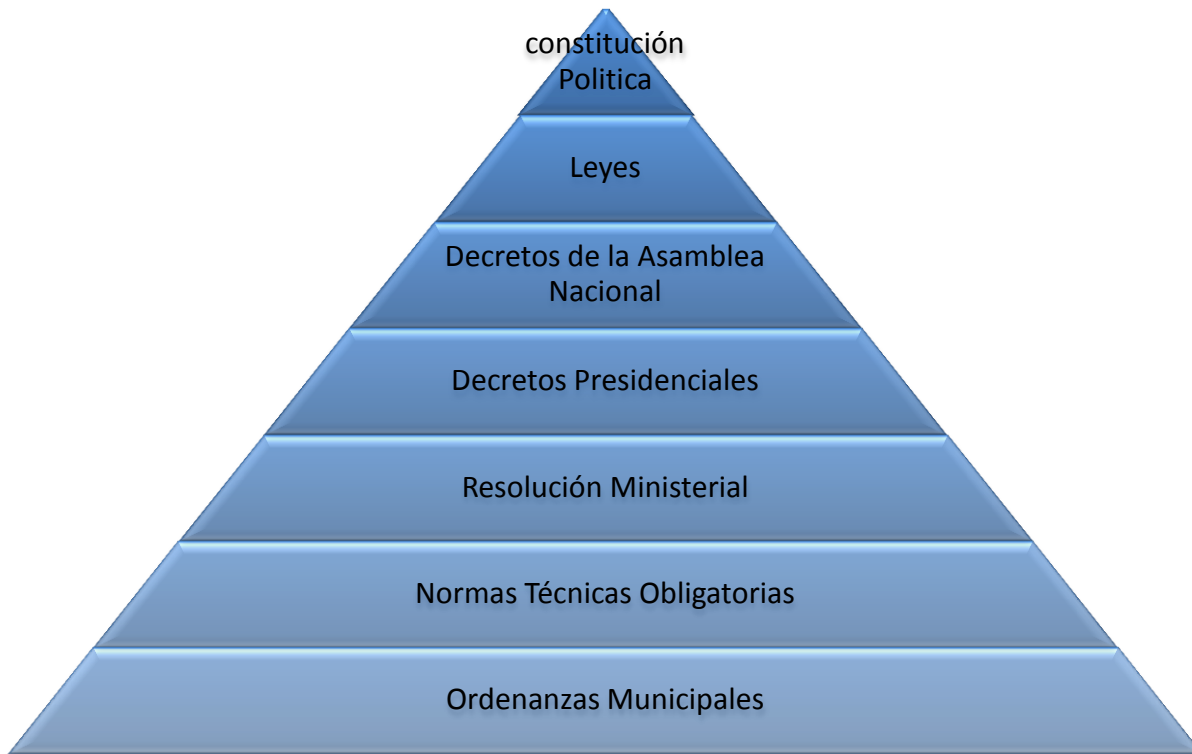 constitución
Politica
Leyes
Decretos de la Asamblea
Nacional
Decretos Presidenciales
Resolución Ministerial
Normas Técnicas Obligatorias
Ordenanzas Municipales